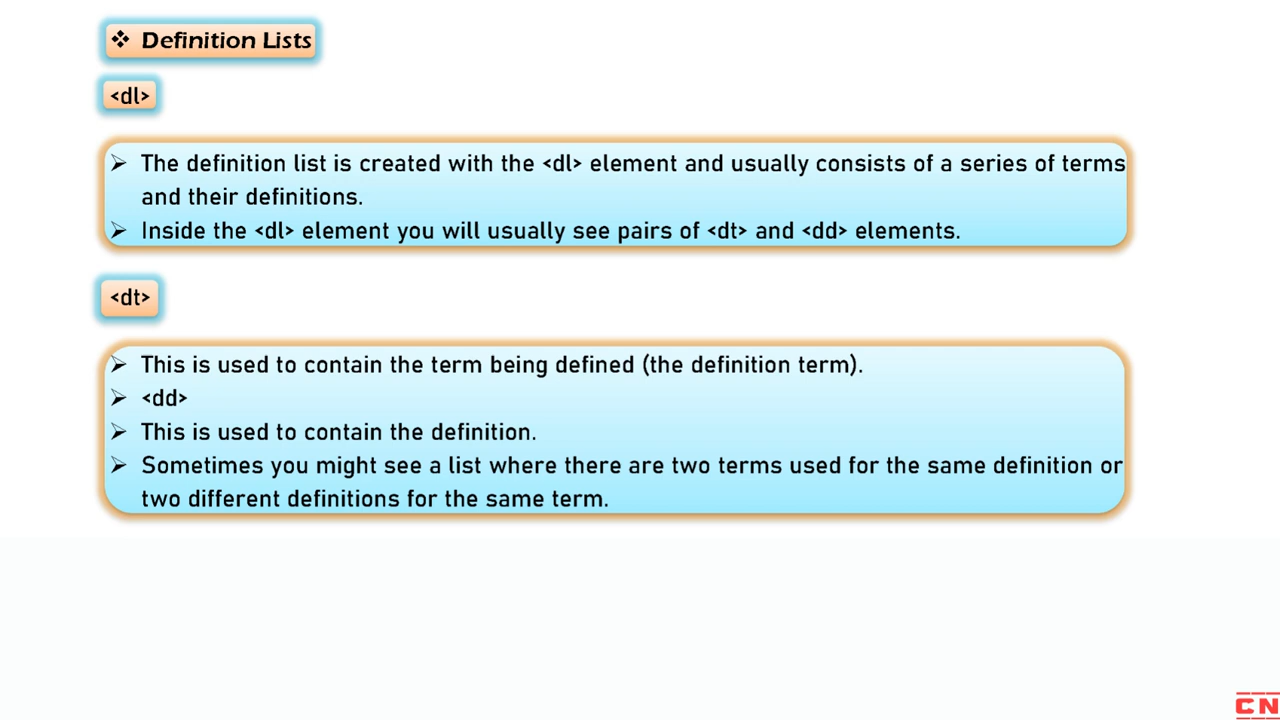 ❖ Definition Lists
<dl>
➢ The definition list is created with the <dl> element and usually consists of a series of terms
and their definitions.
➢ Inside the <dl> element you will usually see pairs of <dt> and <dd> elements.
<dt>
➢ This is used to contain the term being defined (the definition term).
➢ <dd>
➢ This is used to contain the definition.
➢ Sometimes you might see a list where there are two terms used for the same definition or
two different definitions for the same term.
CN